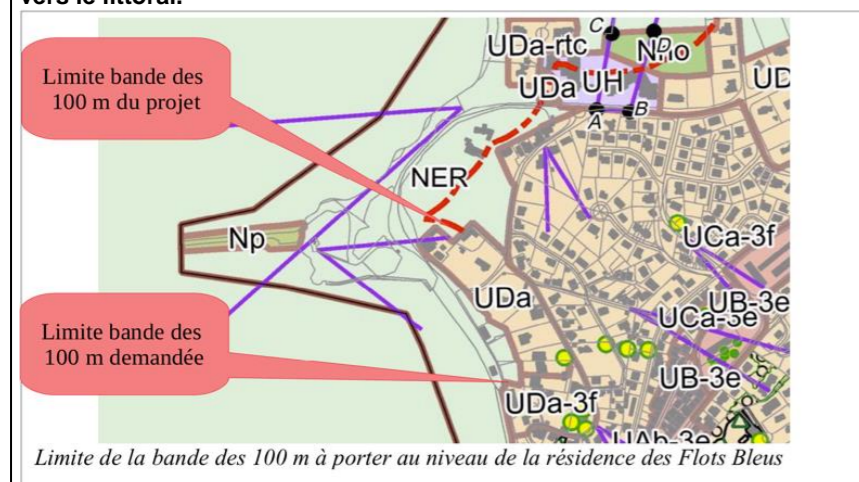 vers le littoral.
Limite bande des
100 m du projet
UDa-rtc
C
D
UDa
UH
A
B
NER
Np
UCa-3f
UDa
UB-3e
UCa-3e
Limite bande des
100 m demandée
UB-3e
UDa-3f
Limite de la bande des 100 m à porter au niveau de la résidence des Flots Bleus